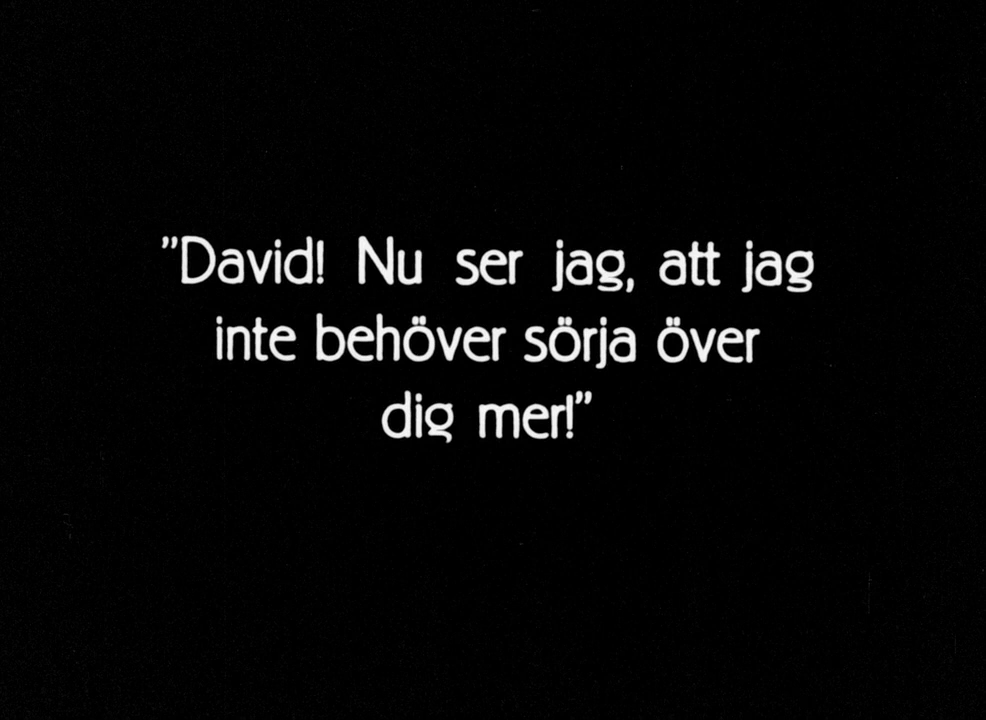 ”David! Nu ser jag, att jag
inte behöver sörja över
dig mer!”